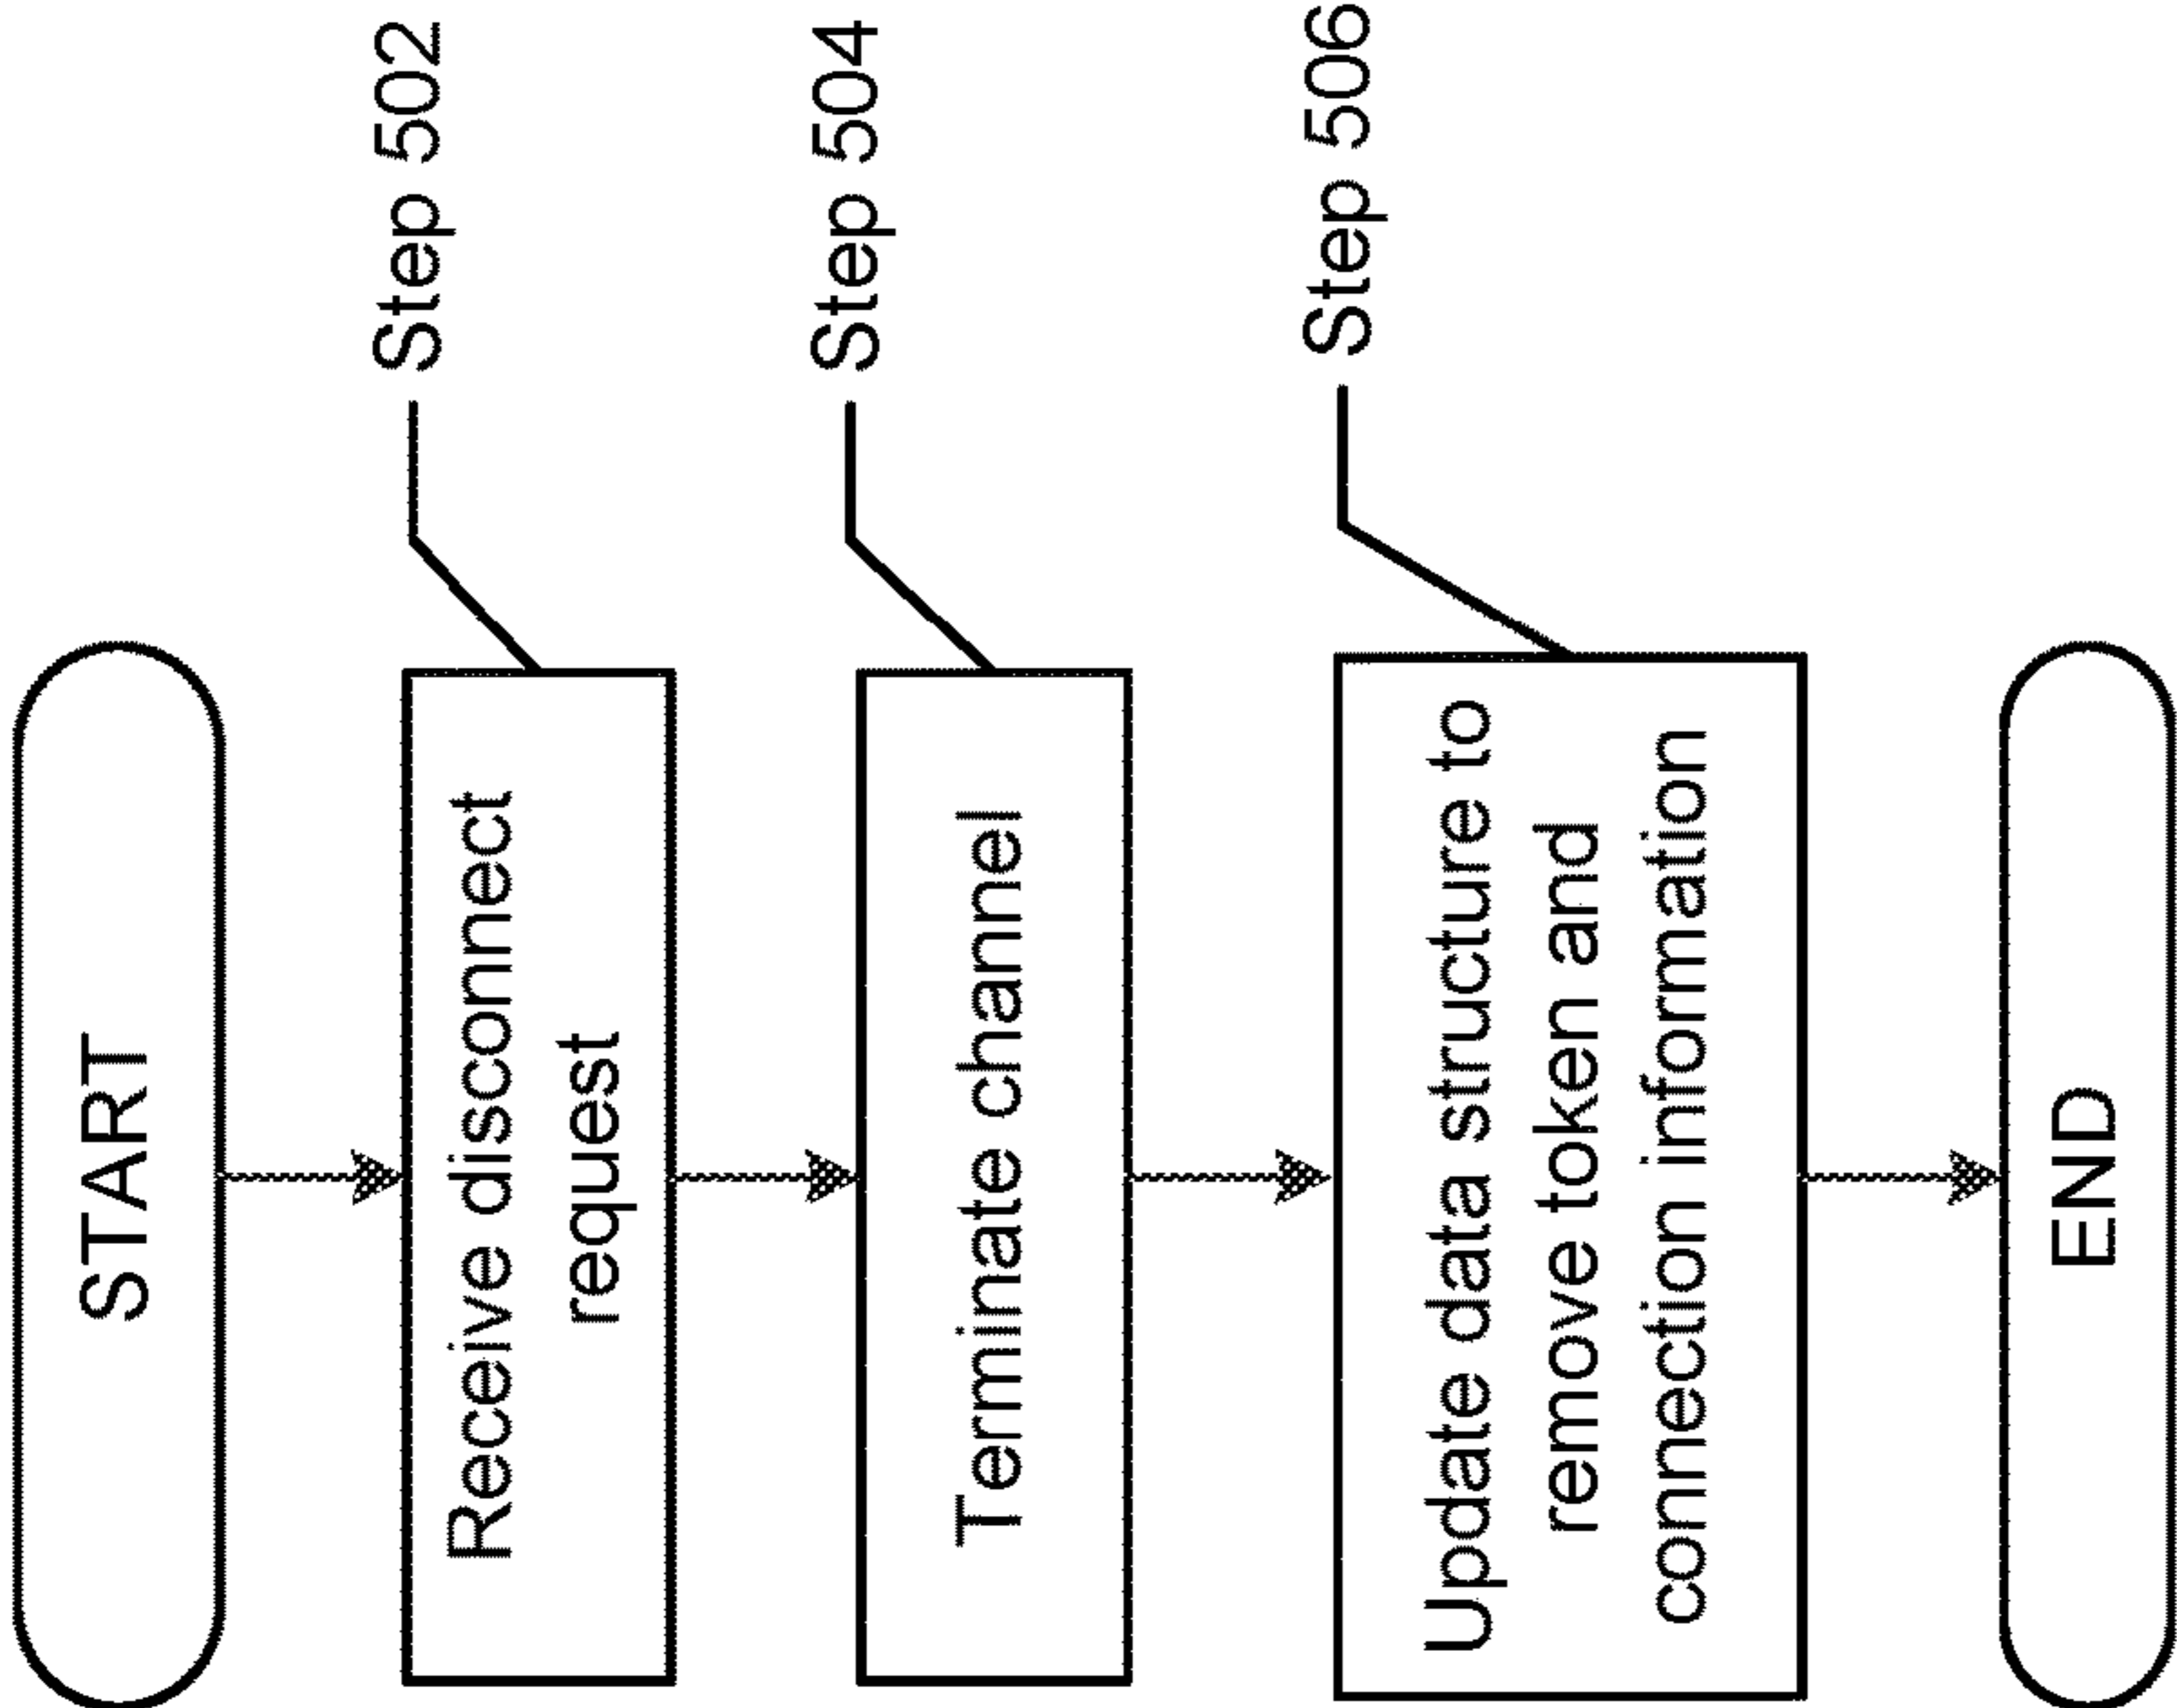 START
Receive disconnect
request
Step 502
Terminate channel
Step 504
Update data structure to
remove token and
connection information
Step 506
END